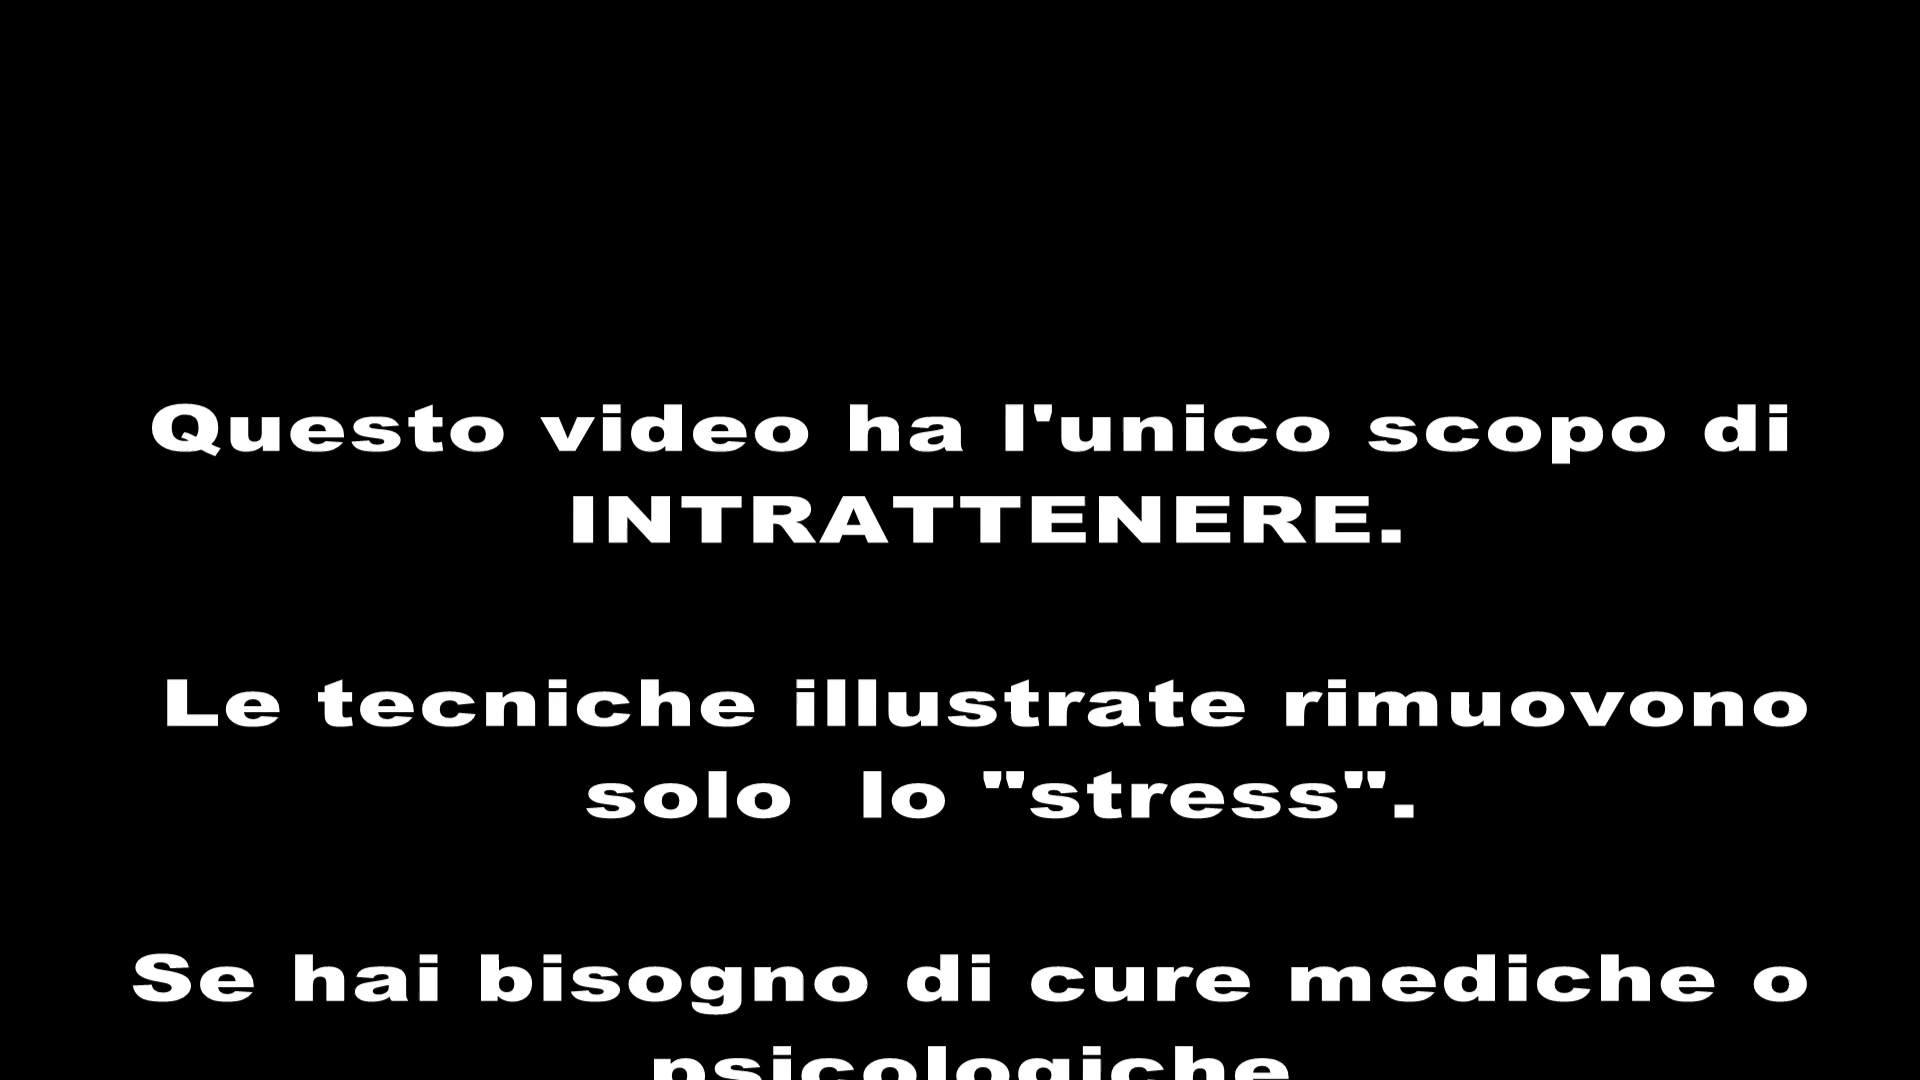 Questo video ha l'unico scopo di
INTRATTENERE.
Le tecniche illustrate rimuovono
solo  lo "stress".
Se hai bisogno di cure mediche o
psicologiche